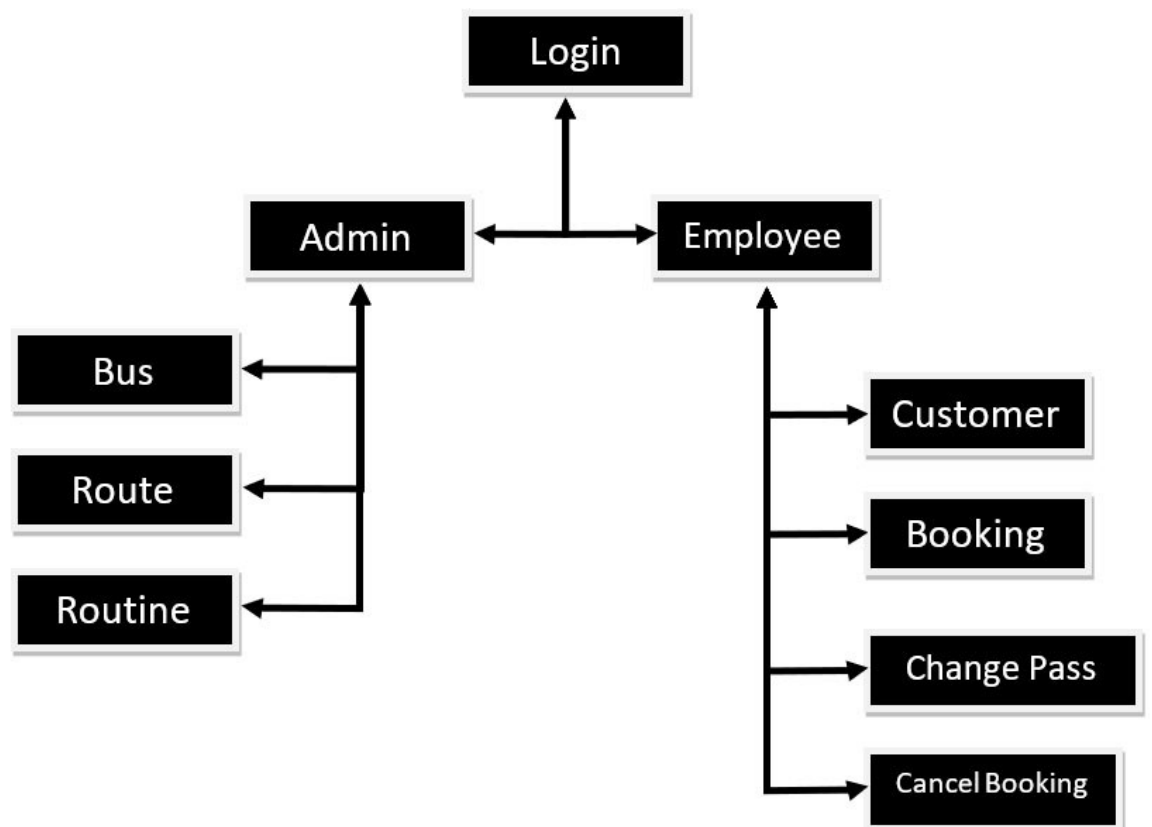 Login
Admin
Employee
Bus
Route
Routine
Customer
Booking
Change Pass
Cancel Booking